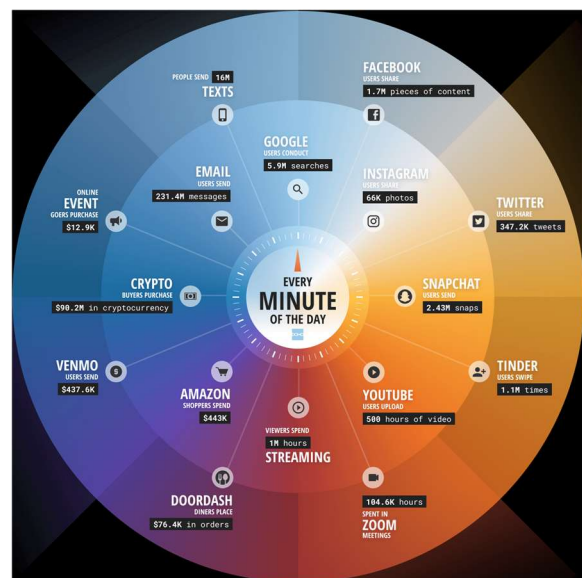 PEOPLE SEND 16M
TEXTS
FACEBOOK
USERS SHARE
1.7M pieces of content
GOOGLE
USERS CONDUCT
5.9M searches
EMAIL
USERS SEND
231.4M messages
INSTAGRAM
USERS SHARE
66K photos
ONLINE
EVENT
GOERS PURCHASE
$12.9K
TWITTER
USERS SHARE
347.2K tweets
CRYPTO
BUYERS PURCHASE
$90.2M in cryptocurrency
EVERY
MINUTE
OF THE DAY
SNAPCHAT
USERS SEND
2.43M snaps
VENMO
USERS SEND
$437.6K
AMAZON
SHOPPERS SPEND
$443K
YOUTUBE
USERS UPLOAD
500 hours of video
TINDER
USERS SWIPE
1.1M times
VIEWERS SPEND
1M hours
STREAMING
DOORDASH
DINERS PLACE
$76.4K in orders
104.6K hours
SPENT IN
ZOOM
MEETINGS